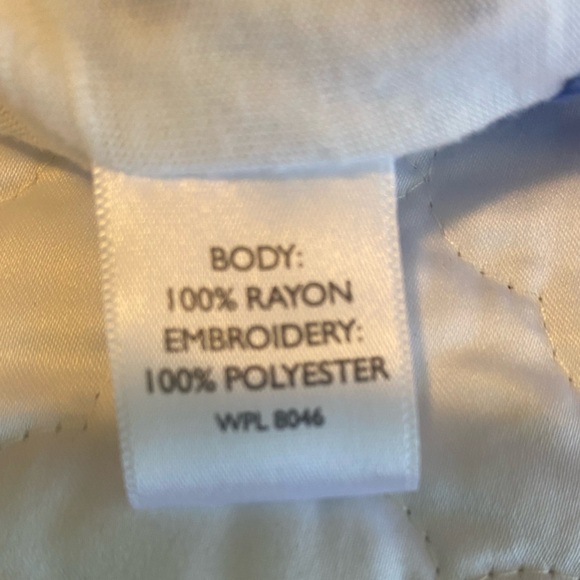 BODY:
100% RAYON
EMBROIDERY:
100% POLYESTER
WPL 8046